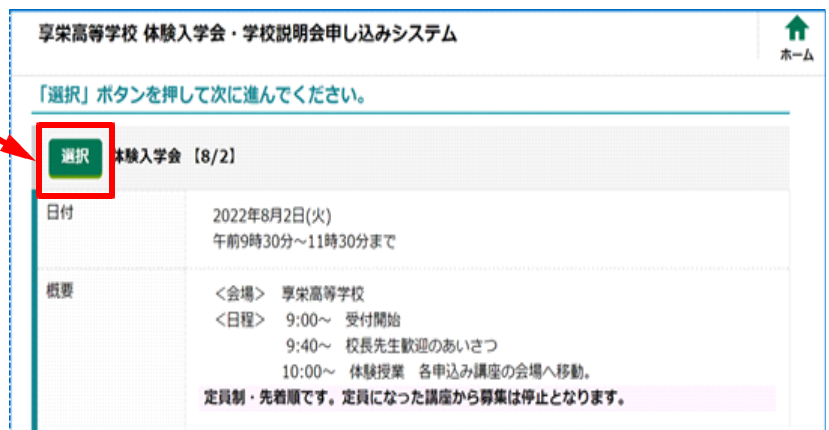 享栄高等学校 体験入学会・学校説明会申し込みシステム
ホーム
「選択」ボタンを押して次に進んでください。
選択 体験入学会 【8/2】
日付
2022年8月2日(火)
午前9時30分～11時30分まで
概要
＜会場＞ 享栄高等学校
＜日程＞ 9:00～ 受付開始
9:40～ 校長先生歓迎のあいさつ
10:00～ 体験授業 各申込み講座の会場へ移動。
定員制・先着順です。定員になった講座から募集は停止となります。